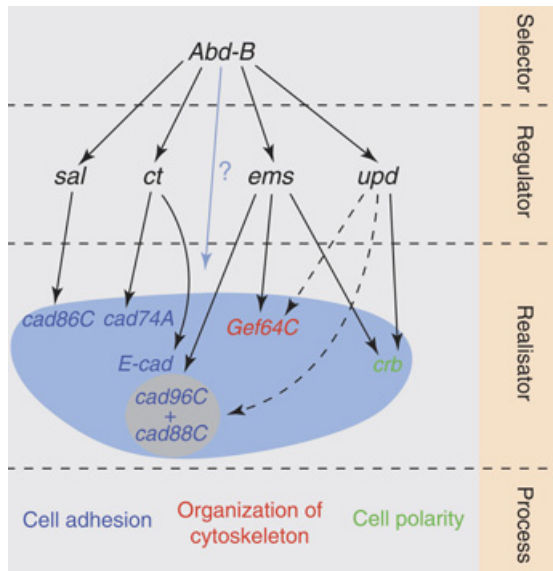 Abd-B
Selector
sal
ct
?
ems
upd
Regulator
cad86C
cad74A
Gef64C
E-cad
crb
cad96C
+
cad88C
Realisator
Cell adhesion
Organization of
cytoskeleton
Cell polarity
Process